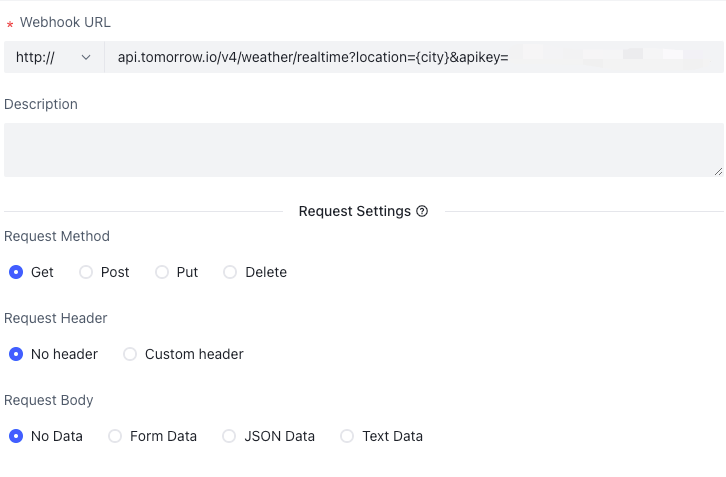 * Webhook URL
http:// api.tomorrow.io/v4/weather/realtime?location={city}&apikey=
Description
Request Settings
Request Method
Get Post Put Delete
Request Header
No header Custom header
Request Body
No Data Form Data JSON Data Text Data